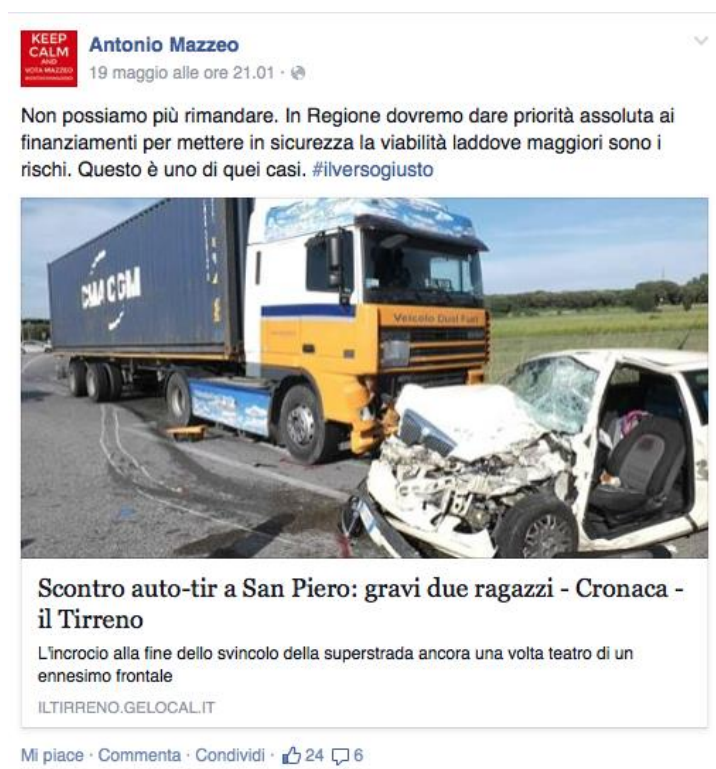 KEEP
CALM
AND
VOTA MAZZEO
Antonio Mazzeo
19 maggio alle ore 21.01 ·
Non possiamo più rimandare. In Regione dovremo dare priorità assoluta ai
finanziamenti per mettere in sicurezza la viabilità laddove maggiori sono i
rischi. Questo è uno di quei casi. #ilversogiusto
CMA CGM
Veicolo Dual Fuel
Scontro auto-tir a San Piero: gravi due ragazzi - Cronaca -
il Tirreno
L'incrocio alla fine dello svincolo della superstrada ancora una volta teatro di un
ennesimo frontale
ILTIRRENO.GELOCAL.IT
Mi piace · Commenta · Condividi · 24 6